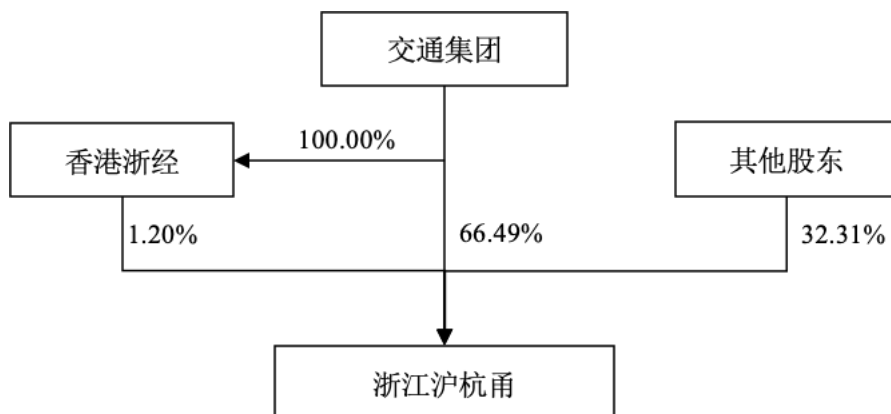 交通集团
100.00%
香港浙经
其他股东
1.20%
66.49%
32.31%
浙江沪杭甬